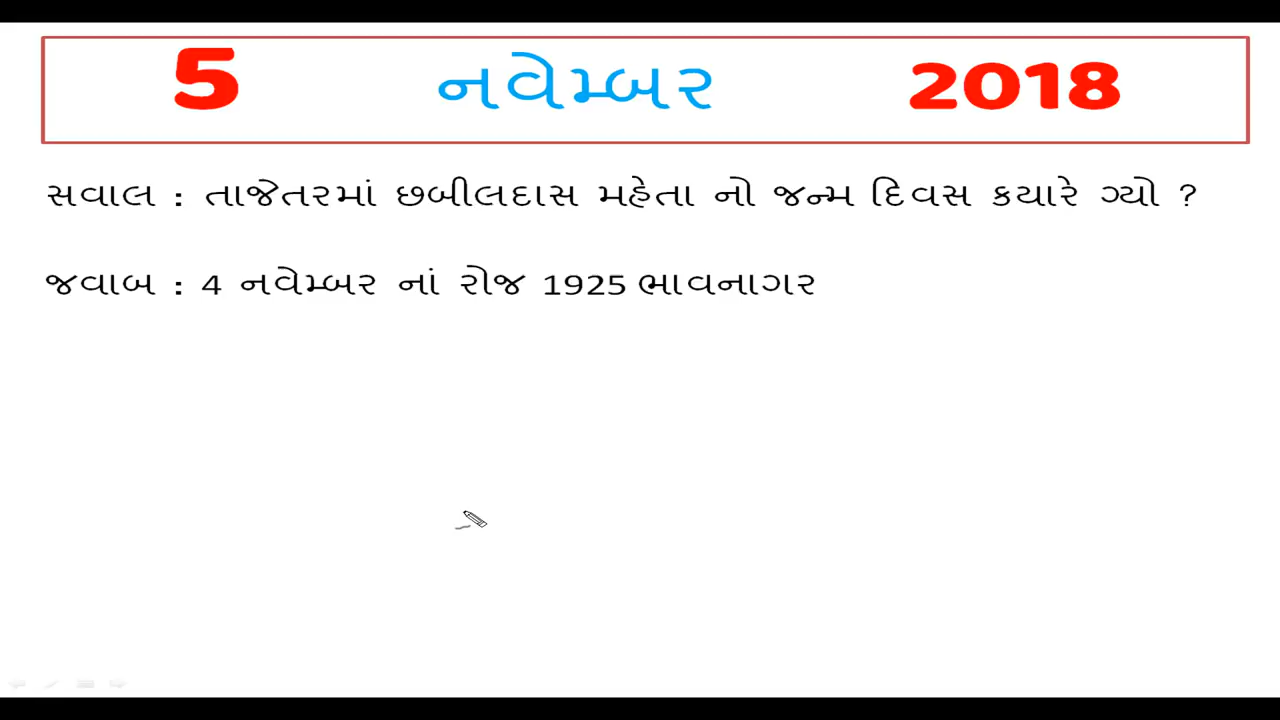 5 નવેમ્બર 2018
સવાલ : તાજેતરમાં છબીલદાસ મહેતા નો જન્મ દિવસ કયારે ગ્યો ?
જવાબ : 4 નવેમ્બર નાં રોજ 1925 ભાવનાગર